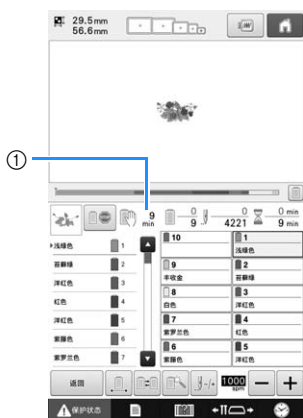 29.5 mm
56.6 mm
①
9 min
0
9
0
4221
0 min
9 min
浅绿色 1
苔藓绿 2
洋红色 3
红色 4
洋红色 5
紫藤色 6
紫罗兰色 7
10
1
浅绿色
9
丰收金
2
苔藓绿
8
白色
3
洋红色
7
紫罗兰色
4
红色
6
紫藤色
5
洋红色
返回
1000
spm
保护状态